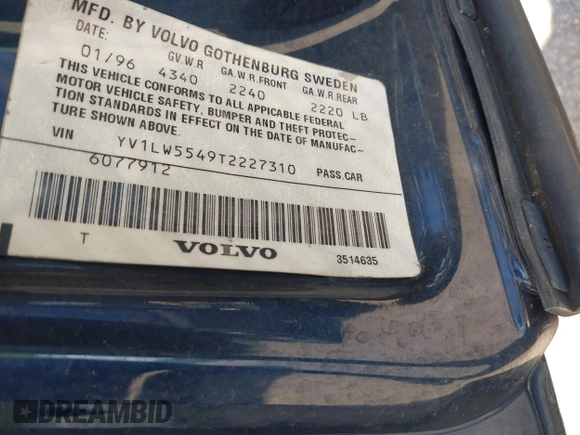 MFD. BY VOLVO GOTHENBURG SWEDEN
DATE: G.V.W.R GA.W.R.FRONT GA.W.R.REAR
01/96 4340 2240 2220 LB
THIS VEHICLE CONFORMS TO ALL APPLICABLE FEDERAL
MOTOR VEHICLE SAFETY, BUMPER AND THEFT PROTEC-
TION STANDARDS IN EFFECT ON THE DATE OF MANUFAC-
TURE SHOWN ABOVE.
VIN YV1LW5549T2227310 PASS.CAR
6077912
T VOLVO 3514635
DREAMBID